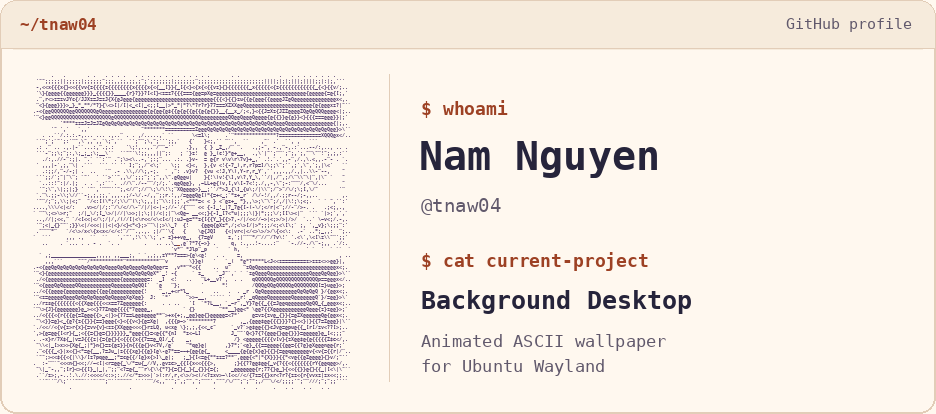 ~/tnaw04
GitHub profile
$ whoami
Nam Nguyen
@tnaw04
$ cat current-project
Background Desktop
Animated ASCII wallpaper
for Ubuntu Wayland